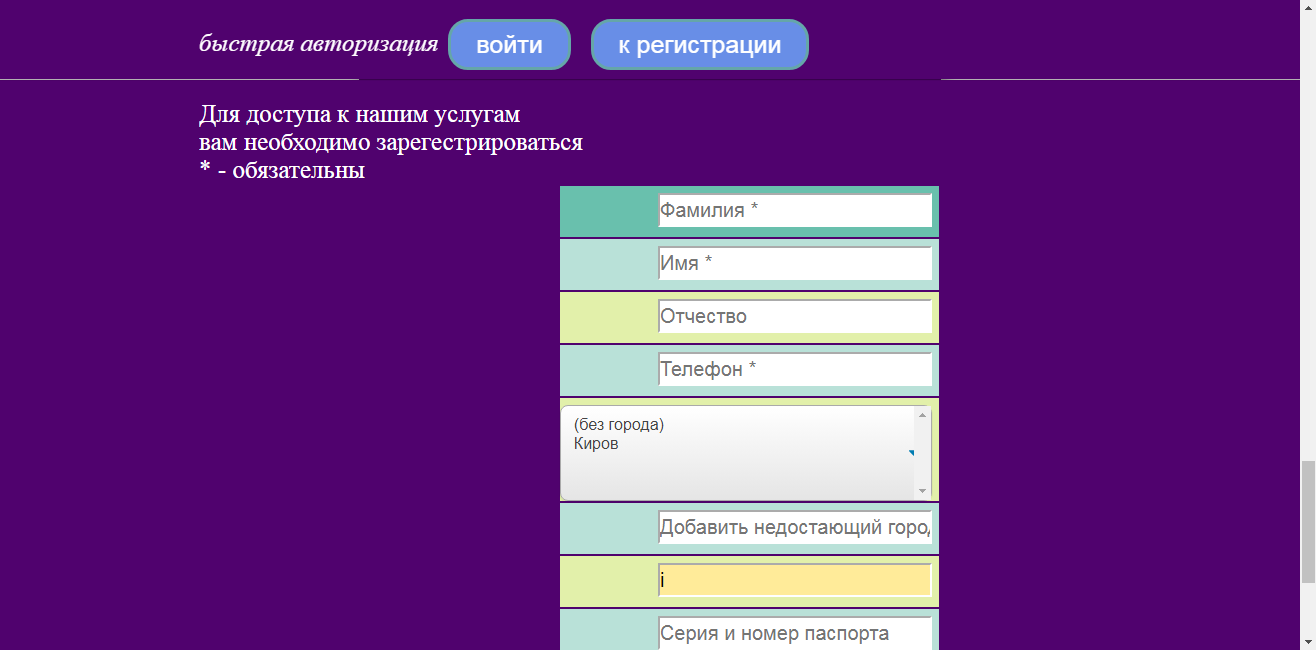 быстрая авторизация войти к регистрации
Для доступа к нашим услугам
вам необходимо зарегестрироваться
* - обязательны
Фамилия *
Имя *
Отчество
Телефон *
(без города)
Киров
Добавить недостающий горо
i
Серия и номер паспорта